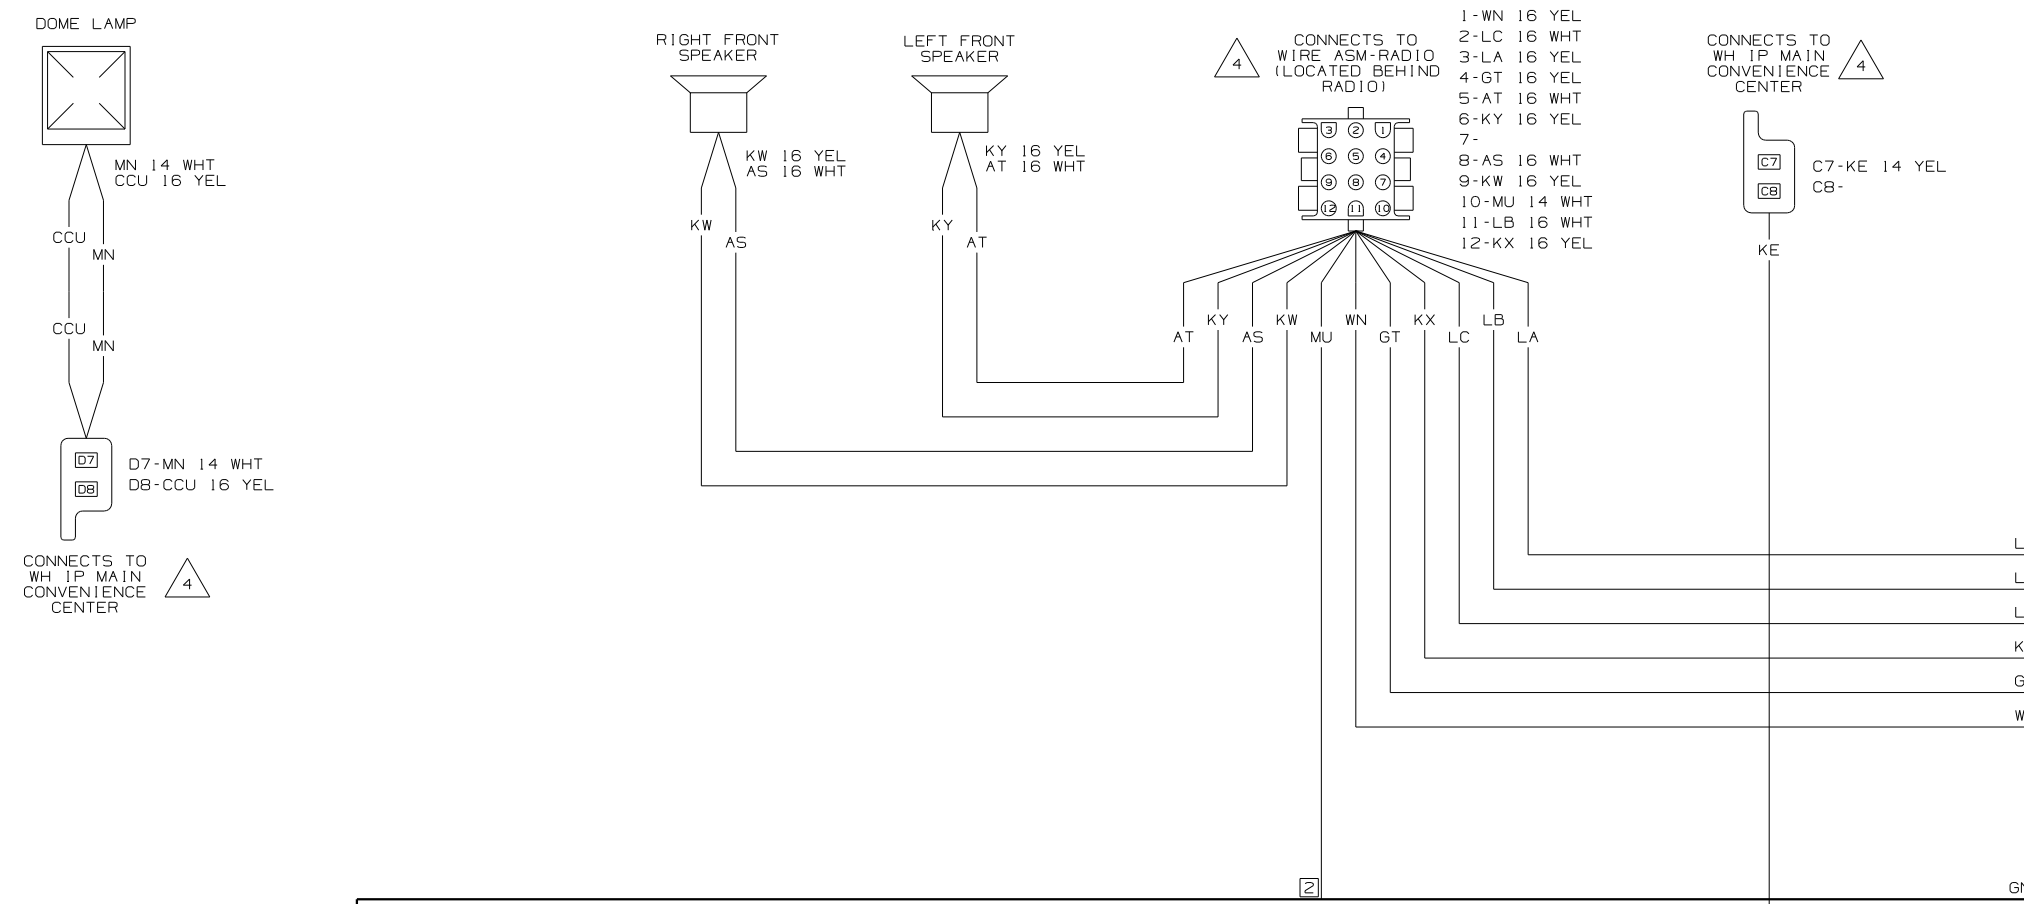 DOME LAMP
MN 14 WHT
CCU 16 YEL
CCU
MN
CCU
MN
D7
D8
D7-MN 14 WHT
D8-CCU 16 YEL
CONNECTS TO
WH IP MAIN
CONVENIENCE
CENTER
4
RIGHT FRONT
SPEAKER
KW 16 YEL
AS 16 WHT
KW
AS
LEFT FRONT
SPEAKER
KY 16 YEL
AT 16 WHT
KY
AT
4
CONNECTS TO
WIRE ASM-RADIO
(LOCATED BEHIND
RADIO)
3 2 1
6 5 4
9 8 7
12 11 10
1-WN 16 YEL
2-LC 16 WHT
3-LA 16 YEL
4-GT 16 YEL
5-AT 16 WHT
6-KY 16 YEL
7-
8-AS 16 WHT
9-KW 16 YEL
10-MU 14 WHT
11-LB 16 WHT
12-KX 16 YEL
AT
KY
AS
KW
MU
WN
GT
KX
LC
LB
LA
CONNECTS TO
WH IP MAIN
CONVENIENCE
CENTER
4
C7
C8
C7-KE 14 YEL
C8-
KE
L
L
L
K
G
W
2